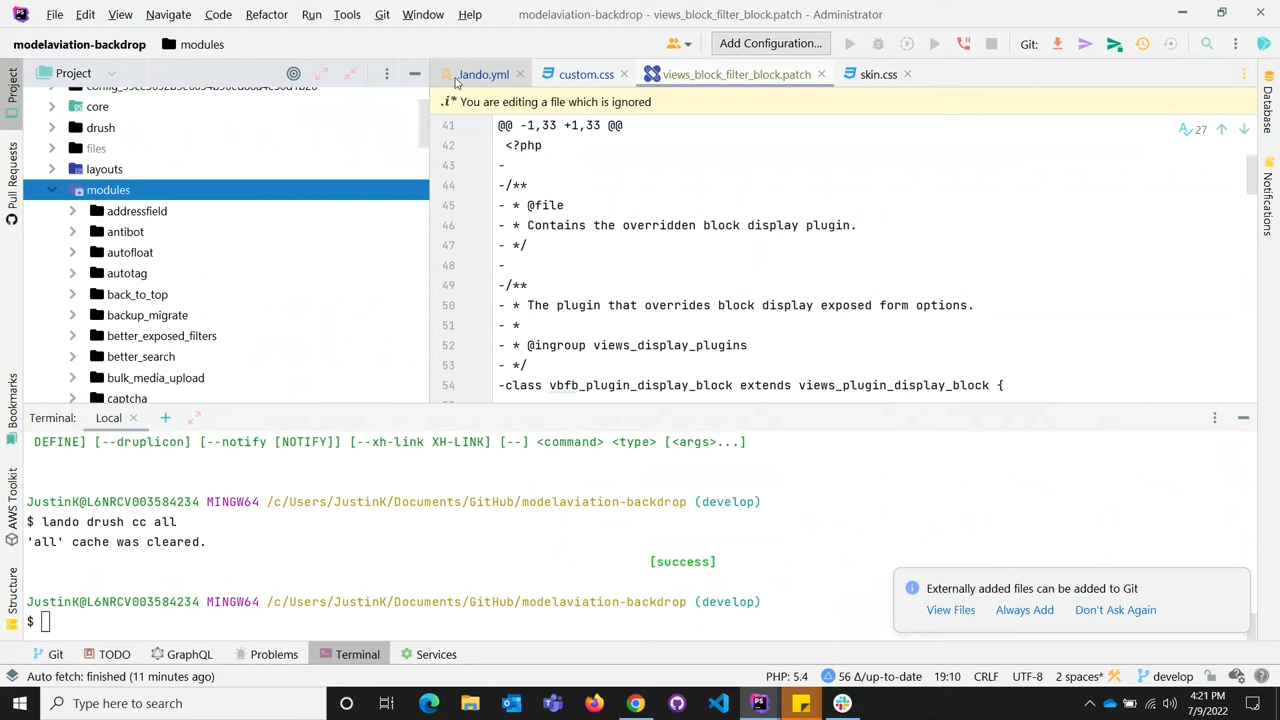 File Edit View Navigate Code Refactor Run Tools Git Window Help modelaviation-backdrop - views_block_filter_block.patch - Administrator
modelaviation-backdrop modules Add Configuration... Git:
Project
.lando.yml custom.css views_block_filter_block.patch skin.css
You are editing a file which is ignored
core
drush
files
layouts
modules
addressfield
antibot
autofloat
autotag
back_to_top
backup_migrate
better_exposed_filters
better_search
bulk_media_upload
captcha
41 @@ -1,33 +1,33 @@
42 <?php
43 -
44 -/**
45 - * @file
46 - * Contains the overridden block display plugin.
47 - */
48 -
49 -/**
50 - * The plugin that overrides block display exposed form options.
51 - *
52 - * @ingroup views_display_plugins
53 - */
54 -class vbfb_plugin_display_block extends views_plugin_display_block {
27
Project
Pull Requests
Bookmarks
AWS Toolkit
Structure
Database
Notifications
Terminal: Local
DEFINE] [--druplicon] [--notify [NOTIFY]] [--xh-link XH-LINK] [--] <command> <type> [<args>...]
JustinK@L6NRCV003584234 MINGW64 /c/Users/JustinK/Documents/GitHub/modelaviation-backdrop (develop)
$ lando drush cc all
'all' cache was cleared.
[success]
JustinK@L6NRCV003584234 MINGW64 /c/Users/JustinK/Documents/GitHub/modelaviation-backdrop (develop)
$
Externally added files can be added to Git
View Files Always Add Don't Ask Again
Git TODO GraphQL Problems Terminal Services
Auto fetch: finished (11 minutes ago) PHP: 5.4 56 Δ/up-to-date 19:10 CRLF UTF-8 2 spaces* develop
Type here to search
4:21 PM
7/9/2022